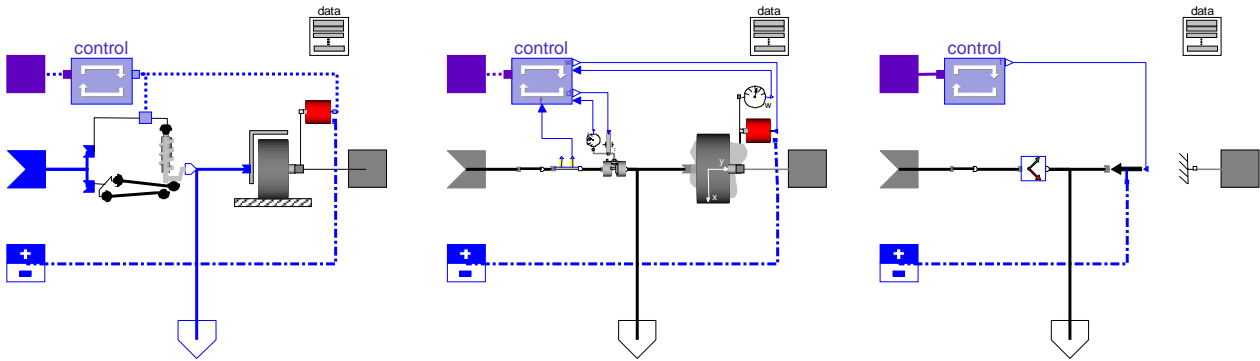 data
control
data
control
w
d
f
w
y
x
data
control
f